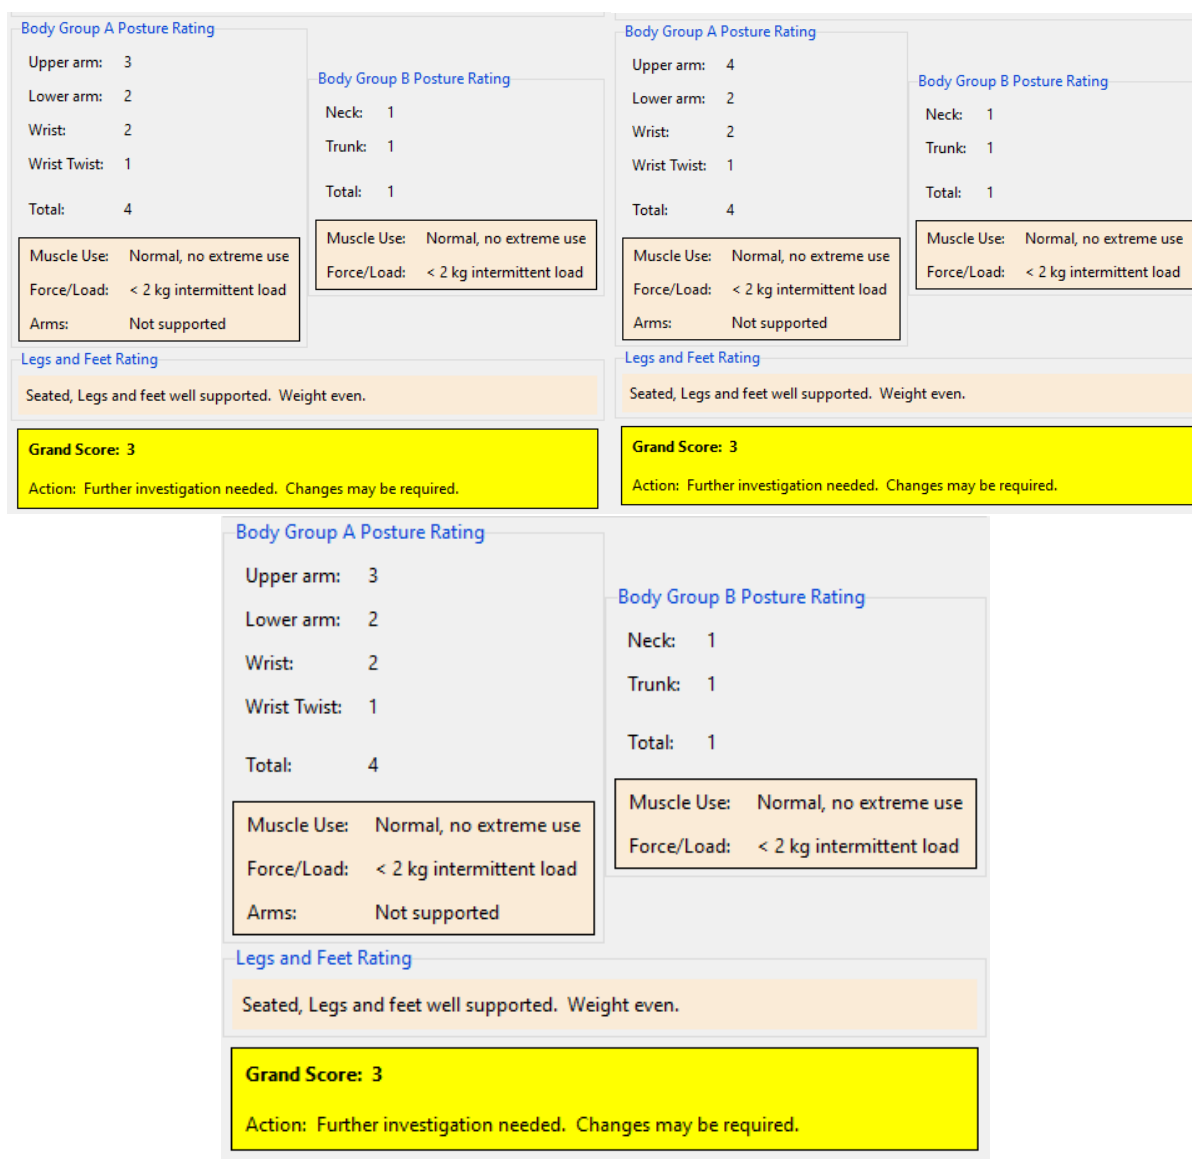 Body Group A Posture Rating
Upper arm: 3
Lower arm: 2
Wrist: 2
Wrist Twist: 1
Total: 4
Muscle Use: Normal, no extreme use
Force/Load: < 2 kg intermittent load
Arms: Not supported
Body Group B Posture Rating
Neck: 1
Trunk: 1
Total: 1
Muscle Use: Normal, no extreme use
Force/Load: < 2 kg intermittent load
Legs and Feet Rating
Seated, Legs and feet well supported. Weight even.
Grand Score: 3
Action: Further investigation needed. Changes may be required.
Body Group A Posture Rating
Upper arm: 4
Lower arm: 2
Wrist: 2
Wrist Twist: 1
Total: 4
Muscle Use: Normal, no extreme use
Force/Load: < 2 kg intermittent load
Arms: Not supported
Body Group B Posture Rating
Neck: 1
Trunk: 1
Total: 1
Muscle Use: Normal, no extreme use
Force/Load: < 2 kg intermittent load
Legs and Feet Rating
Seated, Legs and feet well supported. Weight even.
Grand Score: 3
Action: Further investigation needed. Changes may be required.
Body Group A Posture Rating
Upper arm: 3
Lower arm: 2
Wrist: 2
Wrist Twist: 1
Total: 4
Muscle Use: Normal, no extreme use
Force/Load: < 2 kg intermittent load
Arms: Not supported
Body Group B Posture Rating
Neck: 1
Trunk: 1
Total: 1
Muscle Use: Normal, no extreme use
Force/Load: < 2 kg intermittent load
Legs and Feet Rating
Seated, Legs and feet well supported. Weight even.
Grand Score: 3
Action: Further investigation needed. Changes may be required.